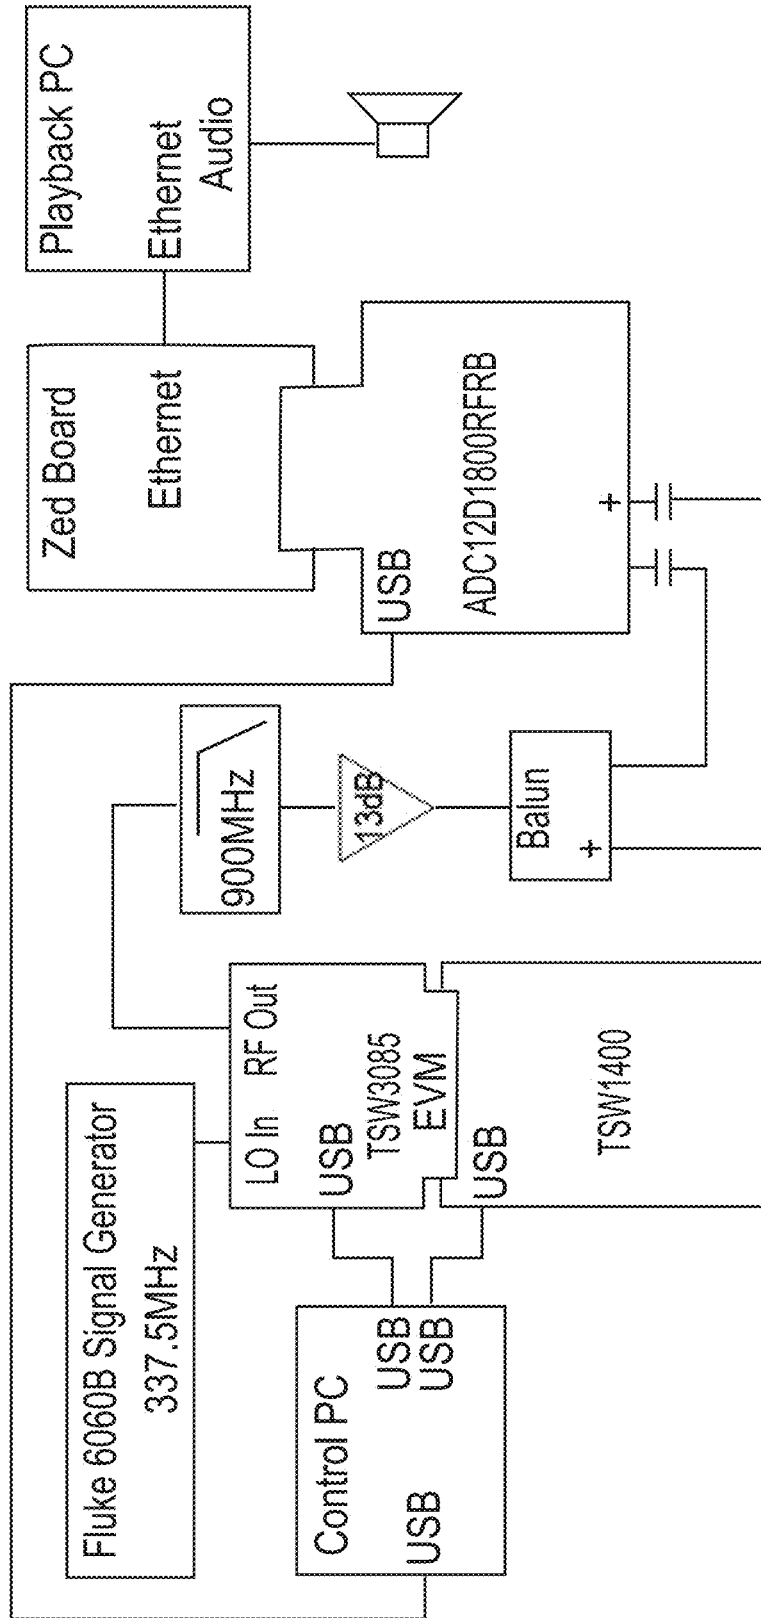 Fluke 6060B Signal Generator
337.5MHz
Control PC
USB
USB
USB
LO In
RF Out
USB
TSW3085
EVM
USB
TSW1400
900MHz
13dB
Balun
+
Zed Board
Ethernet
USB
ADC12D1800RFRB
+
Playback PC
Ethernet
Audio